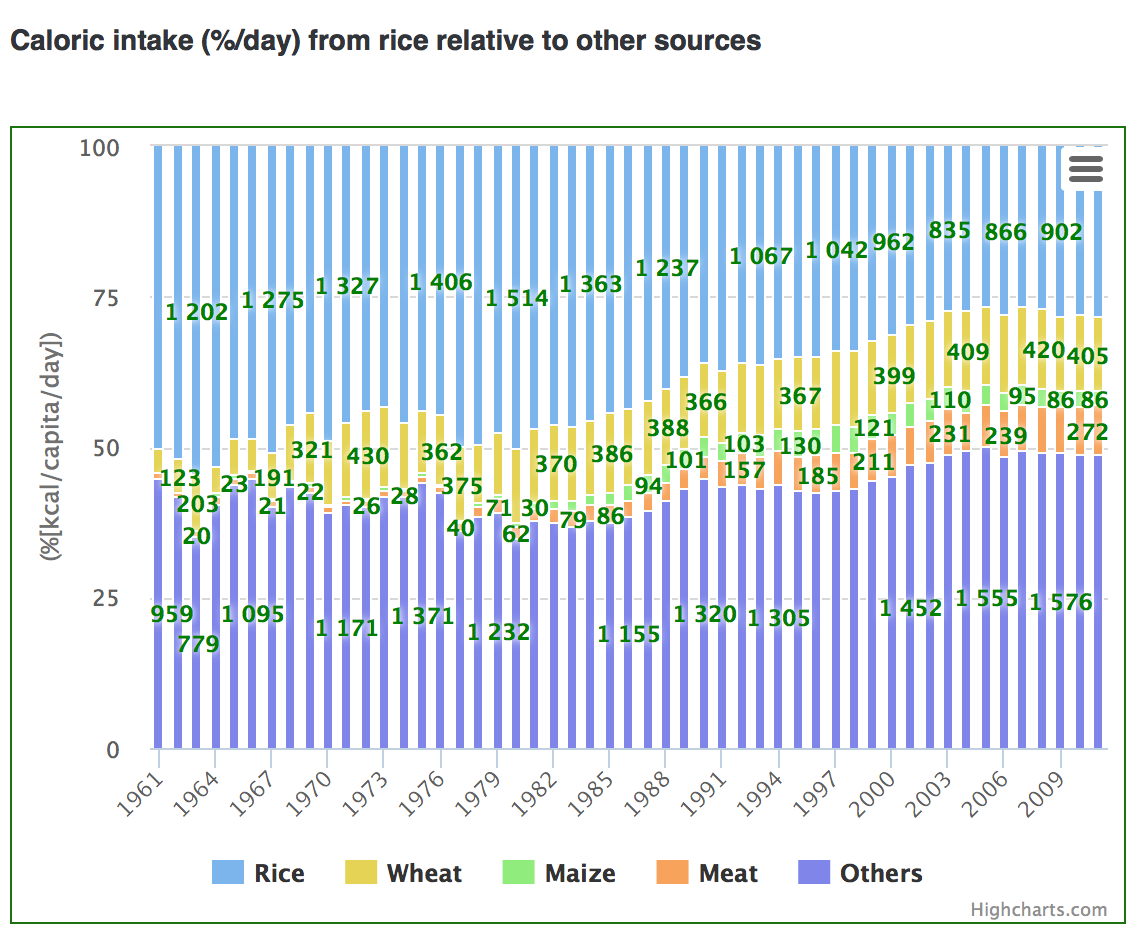 Caloric intake (%/day) from rice relative to other sources
(%[kcal/capita/day])
100
75
50
25
0
835 866 902
1 067 1 042 962
1 237
1 327 1 406 1 363
1 202 1 275 1 514
409 420 405
399
367
366
388
110 95 86 86
121
231 239 272
103 130
157 185 211
101
321 430 362 370 386
123 23 191 375 94
203 22 26 28
20 21 40 71 30 79 86
62
959 1 095
779 1 171 1 371 1 232 1 155
1 320 1 305 1 452 1 555 1 576
1961 1964 1967 1970 1973 1976 1979 1982 1985 1988 1991 1994 1997 2000 2003 2006 2009
Rice Wheat Maize Meat Others
Highcharts.com